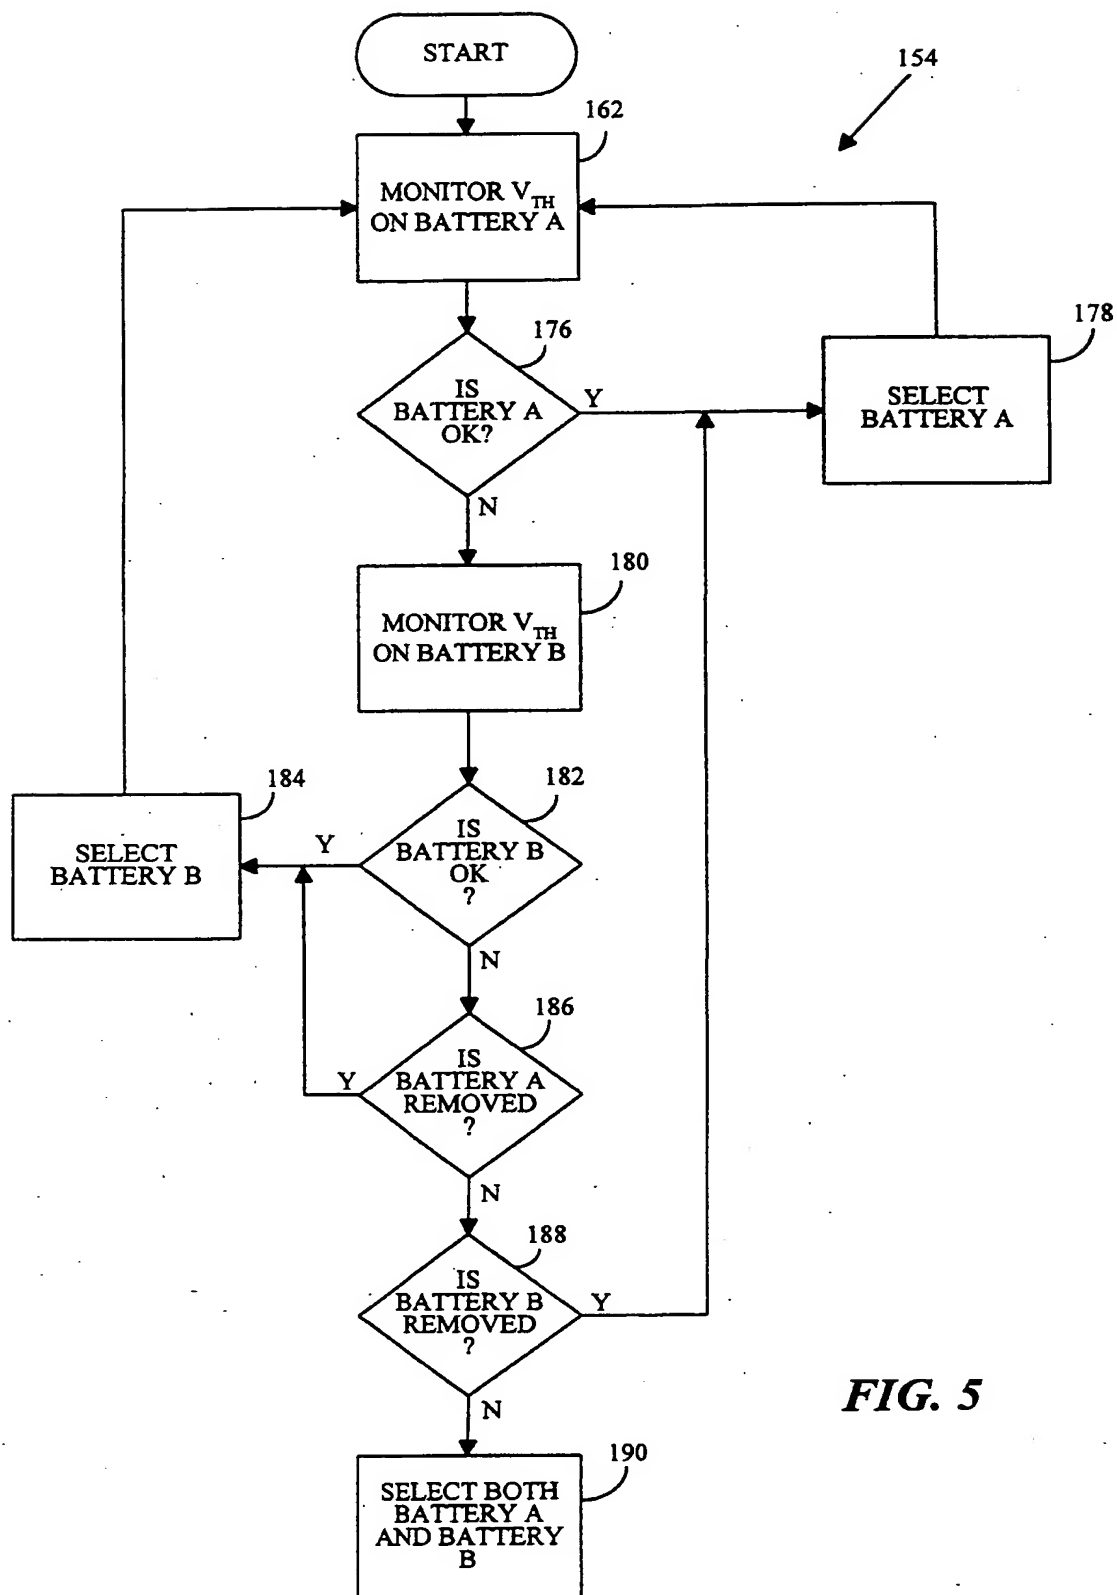 START
154
162
MONITOR V_TH
ON BATTERY A
176
178
IS
BATTERY A
OK?
Y
SELECT
BATTERY A
N
180
MONITOR V_TH
ON BATTERY B
184
182
SELECT
BATTERY B
Y
IS
BATTERY B
OK
?
N
186
IS
BATTERY A
REMOVED
?
Y
N
188
IS
BATTERY B
REMOVED
?
Y
FIG. 5
N
190
SELECT BOTH
BATTERY A
AND BATTERY
B